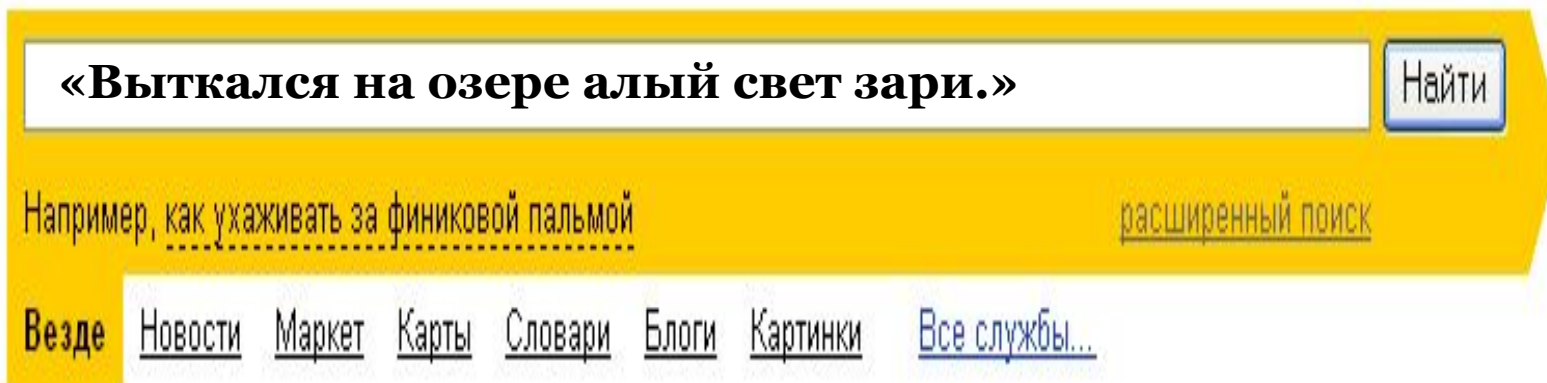 «Выткался на озере алый свет зари.» Найти
Например, как ухаживать за финиковой пальмой расширенный поиск
Везде Новости Маркет Карты Словари Блоги Картинки Все службы...